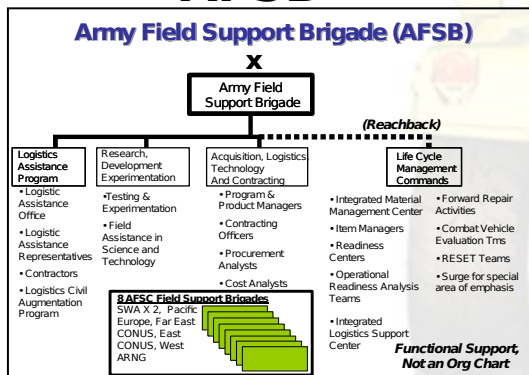 Army Field Support Brigade (AFSB)
X
Army Field
Support Brigade
(Reachback)
Logistics
Assistance
Program
• Logistic
Assistance
Office
• Logistic
Assistance
Representatives
• Contractors
• Logistics Civil
Augmentation
Program
Research,
Development
Experimentation
•Testing &
Experimentation
• Field
Assistance in
Science and
Technology
Acquisition, Logistics,
Technology
And Contracting
• Program &
Product Managers
• Contracting
Officers
• Procurement
Analysts
• Cost Analysts
Life Cycle
Management
Commands
• Integrated Material
Management Center
• Item Managers
• Readiness
Centers
• Operational
Readiness Analysis
Teams
• Integrated
Logistics Support
Center
• Forward Repair
Activities
• Combat Vehicle
Evaluation Tms
• RESET Teams
• Surge for special
area of emphasis
8 AFSC Field Support Brigades
SWA X 2, Pacific
Europe, Far East
CONUS, East
CONUS, West
ARNG
Functional Support,
Not an Org Chart